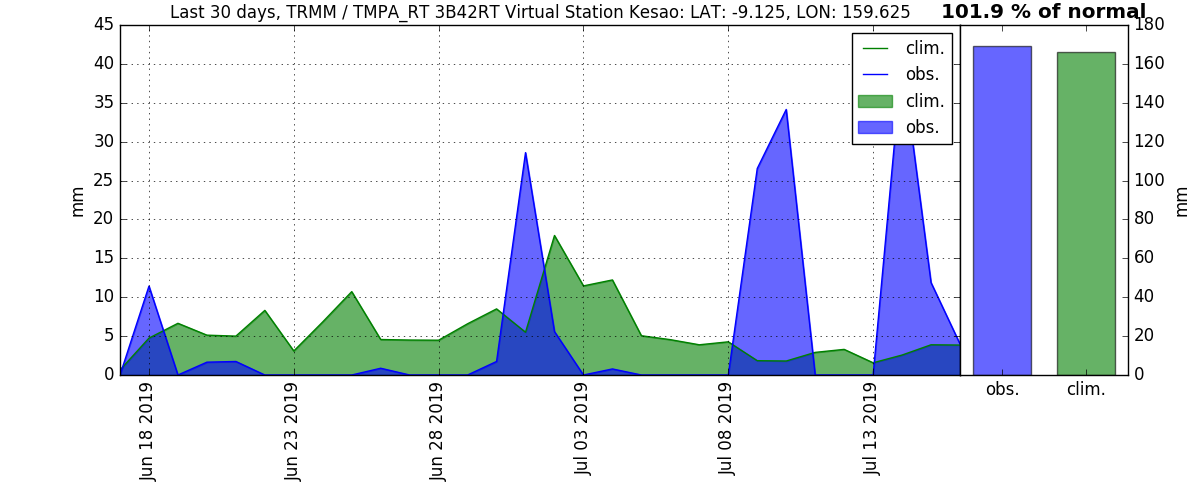 Last 30 days, TRMM / TMPA_RT 3B42RT Virtual Station Kesao: LAT: -9.125, LON: 159.625
101.9 % of normal
45
40
35
30
25
20
15
10
5
0
mm
clim.
obs.
clim.
obs.
180
160
140
120
100
80
60
40
20
0
mm
Jun 18 2019
Jun 23 2019
Jun 28 2019
Jul 03 2019
Jul 08 2019
Jul 13 2019
obs.
clim.